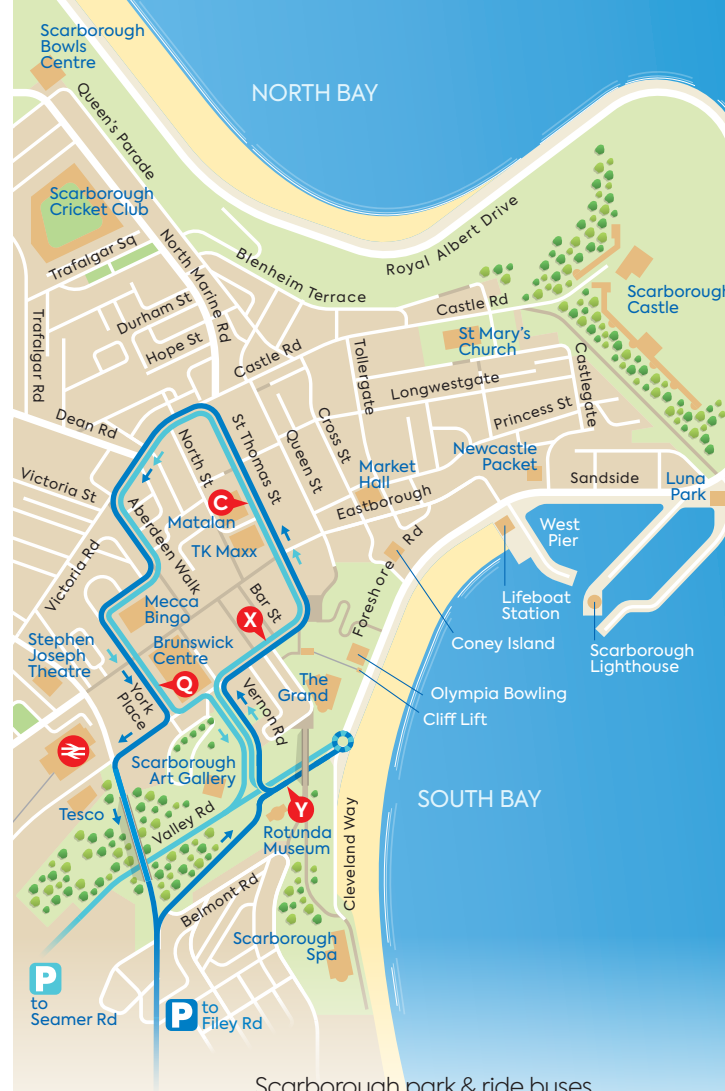 Scarborough
Bowls
Centre
NORTH BAY
Queen's Parade
Scarborough
Cricket Club
Trafalgar Sq
North Marine Rd
Royal Albert Drive
Blenheim Terrace
Trafalgar Rd
Durham St
Hope St
Castle Rd
Scarborough
Castle
St Mary's
Church
Castle Rd
Tollergate
Longwestgate
Castlegate
Princess St
Dean Rd
North St
St Thomas St
Queen St
Cross St
Market
Hall
Newcastle
Packet
Sandside
Luna
Park
Victoria St
Aberdeen Walk
C
Matalan
TK Maxx
Eastborough
West
Pier
Victoria Rd
Bar St
Foreshore Rd
Lifeboat
Station
Mecca
Bingo
X
Coney Island
Scarborough
Lighthouse
Stephen
Joseph
Theatre
Brunswick
Centre
Q
The
Grand
Olympia Bowling
Cliff Lift
York
Place
Vernon Rd
Scarborough
Art Gallery
SOUTH BAY
Tesco
Valley Rd
Y
Rotunda
Museum
Cleveland Way
Belmont Rd
Scarborough
Spa
P
to
Seamer Rd
P to
Filey Rd
Scarborough park & ride buses